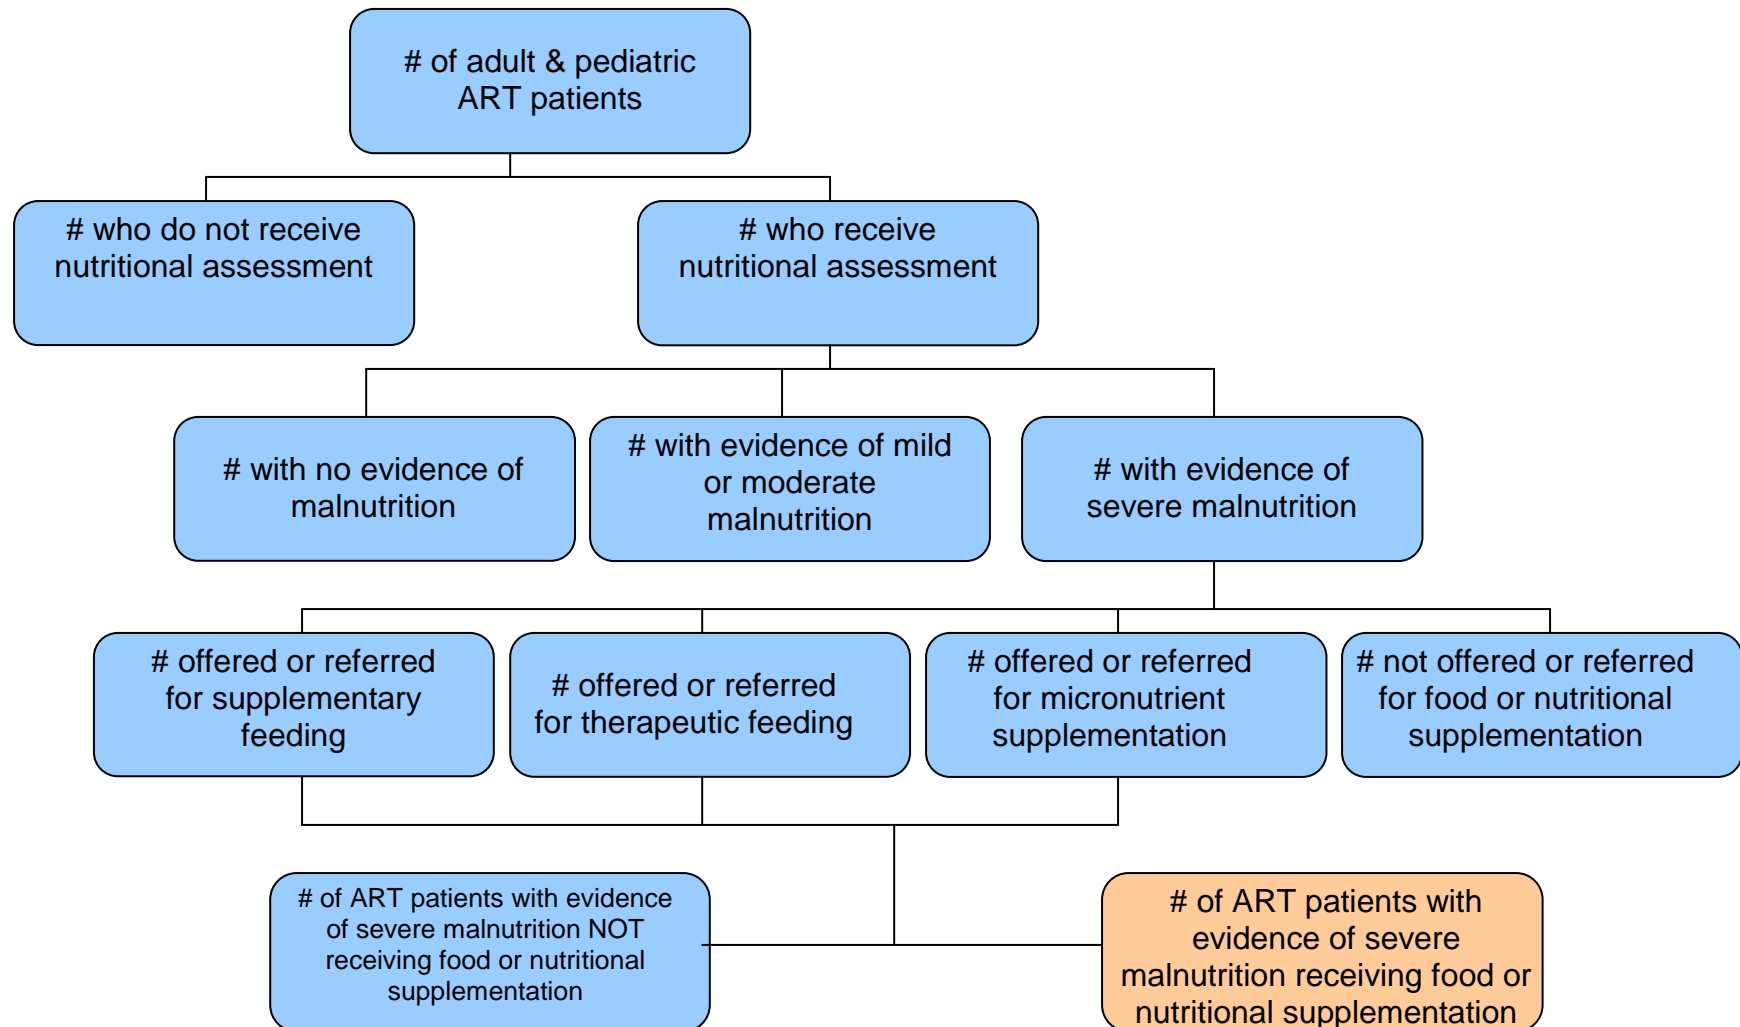 # of adult & pediatric
ART patients
# who do not receive
nutritional assessment
# who receive
nutritional assessment
# with no evidence of
malnutrition
# with evidence of mild
or moderate
malnutrition
# with evidence of
severe malnutrition
# offered or referred
for supplementary
feeding
# offered or referred
for therapeutic feeding
# offered or referred
for micronutrient
supplementation
# not offered or referred
for food or nutritional
supplementation
# of ART patients with evidence
of severe malnutrition NOT
receiving food or nutritional
supplementation
# of ART patients with
evidence of severe
malnutrition receiving food or
nutritional supplementation